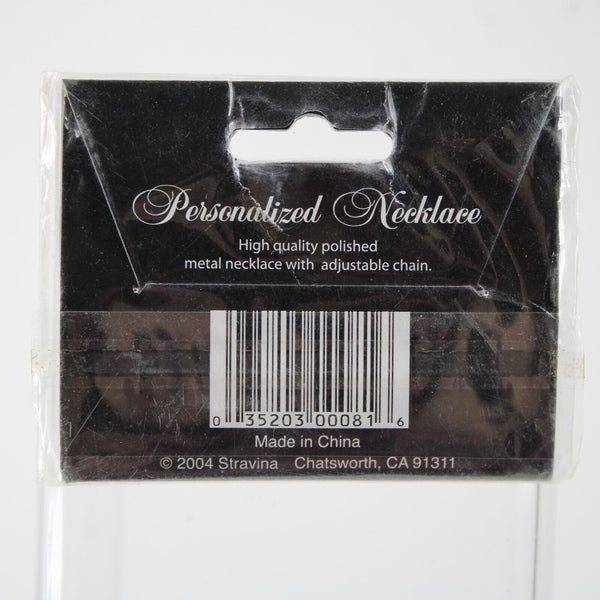 Personalized Necklace
High quality polished
metal necklace with adjustable chain.
0 35203 00081 6
Made in China
© 2004 Stravina Chatsworth, CA 91311